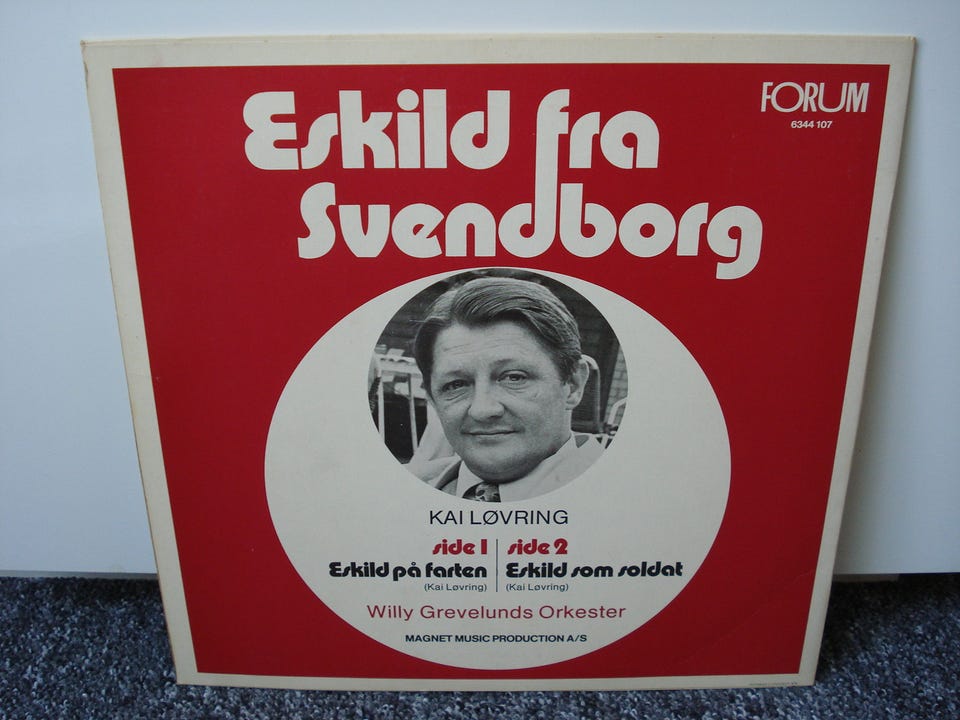 Eskild fra
Svendborg
FORUM
6344 107
KAI LØVRING
side 1
Eskild på farten
(Kai Løvring)
side 2
Eskild som soldat
(Kai Løvring)
Willy Grevelunds Orkester
MAGNET MUSIC PRODUCTION A/S